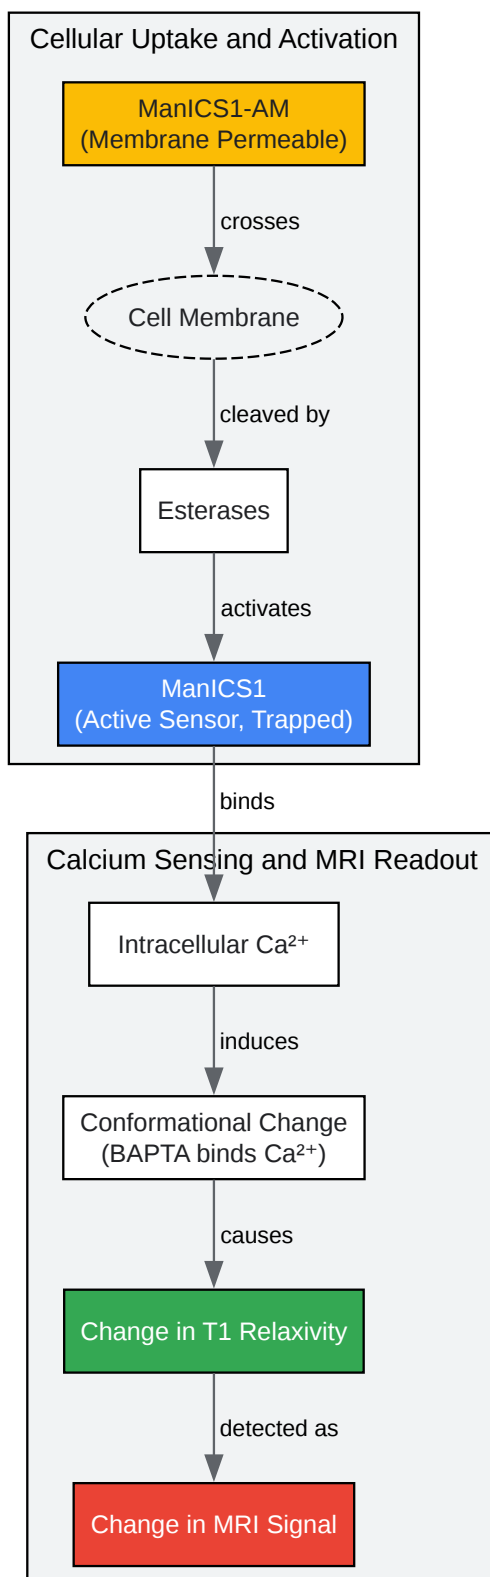 Cellular Uptake and Activation
ManICS1-AM
(Membrane Permeable)
crosses
Cell Membrane
cleaved by
Esterases
activates
ManICS1
(Active Sensor, Trapped)
binds
Calcium Sensing and MRI Readout
Intracellular Ca²⁺
induces
Conformational Change
(BAPTA binds Ca²⁺)
causes
Change in T1 Relaxivity
detected as
Change in MRI Signal